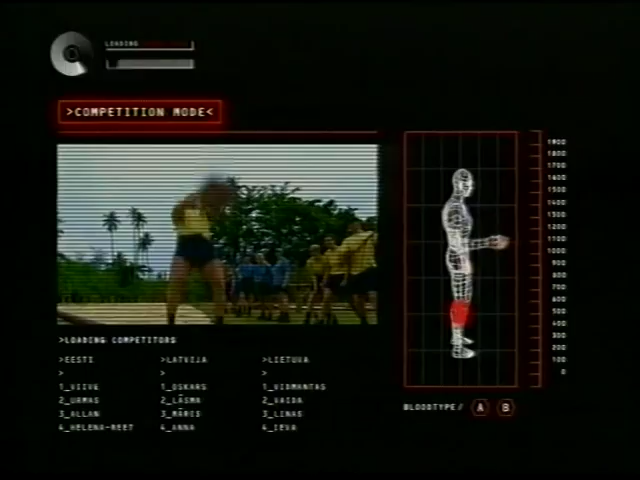 LOADING
>COMPETITION MODE<
1900
1800
1700
1600
1500
1400
1300
1200
1100
1000
900
800
700
600
500
400
300
200
100
0
>LOADING COMPETITORS
>EESTI >LATVIJA >LIETUVA
> > >
1_VIIVE 1_OSKARS 1_VIDMANTAS
2_URMAS 2_LĀSMA 2_VAIDA
3_ALLAN 3_MĀRIS 3_LINAS
4_HELENA-REET 4_ANNA 4_IEVA
BLOODTYPE// A B